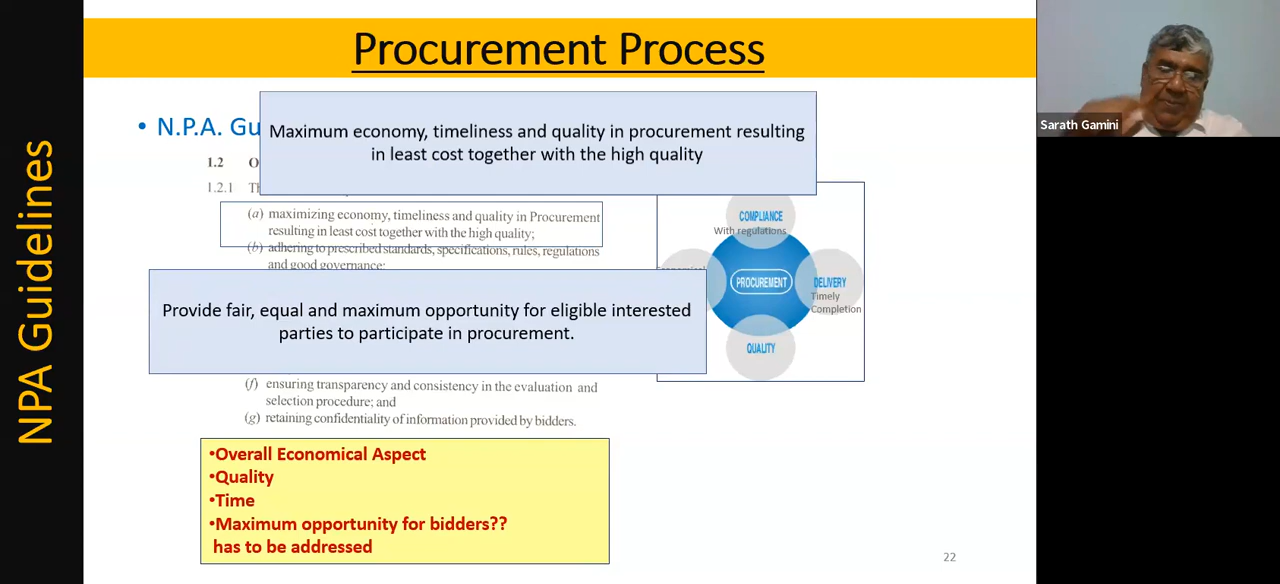 Procurement Process
NPA Guidelines
• N.P.A. Gu
Maximum economy, timeliness and quality in procurement resulting
in least cost together with the high quality
1.2 O
1.2.1 Th
(a) maximizing economy, timeliness and quality in Procurement
resulting in least cost together with the high quality;
(b) adhering to prescribed standards, specifications, rules, regulations
and good governance;
Provide fair, equal and maximum opportunity for eligible interested
parties to participate in procurement.
(f) ensuring transparency and consistency in the evaluation and
selection procedure; and
(g) retaining confidentiality of information provided by bidders.
COMPLIANCE
With regulations
PROCUREMENT
DELIVERY
Timely
Completion
QUALITY
•Overall Economical Aspect
•Quality
•Time
•Maximum opportunity for bidders??
has to be addressed
22
Sarath Gamini